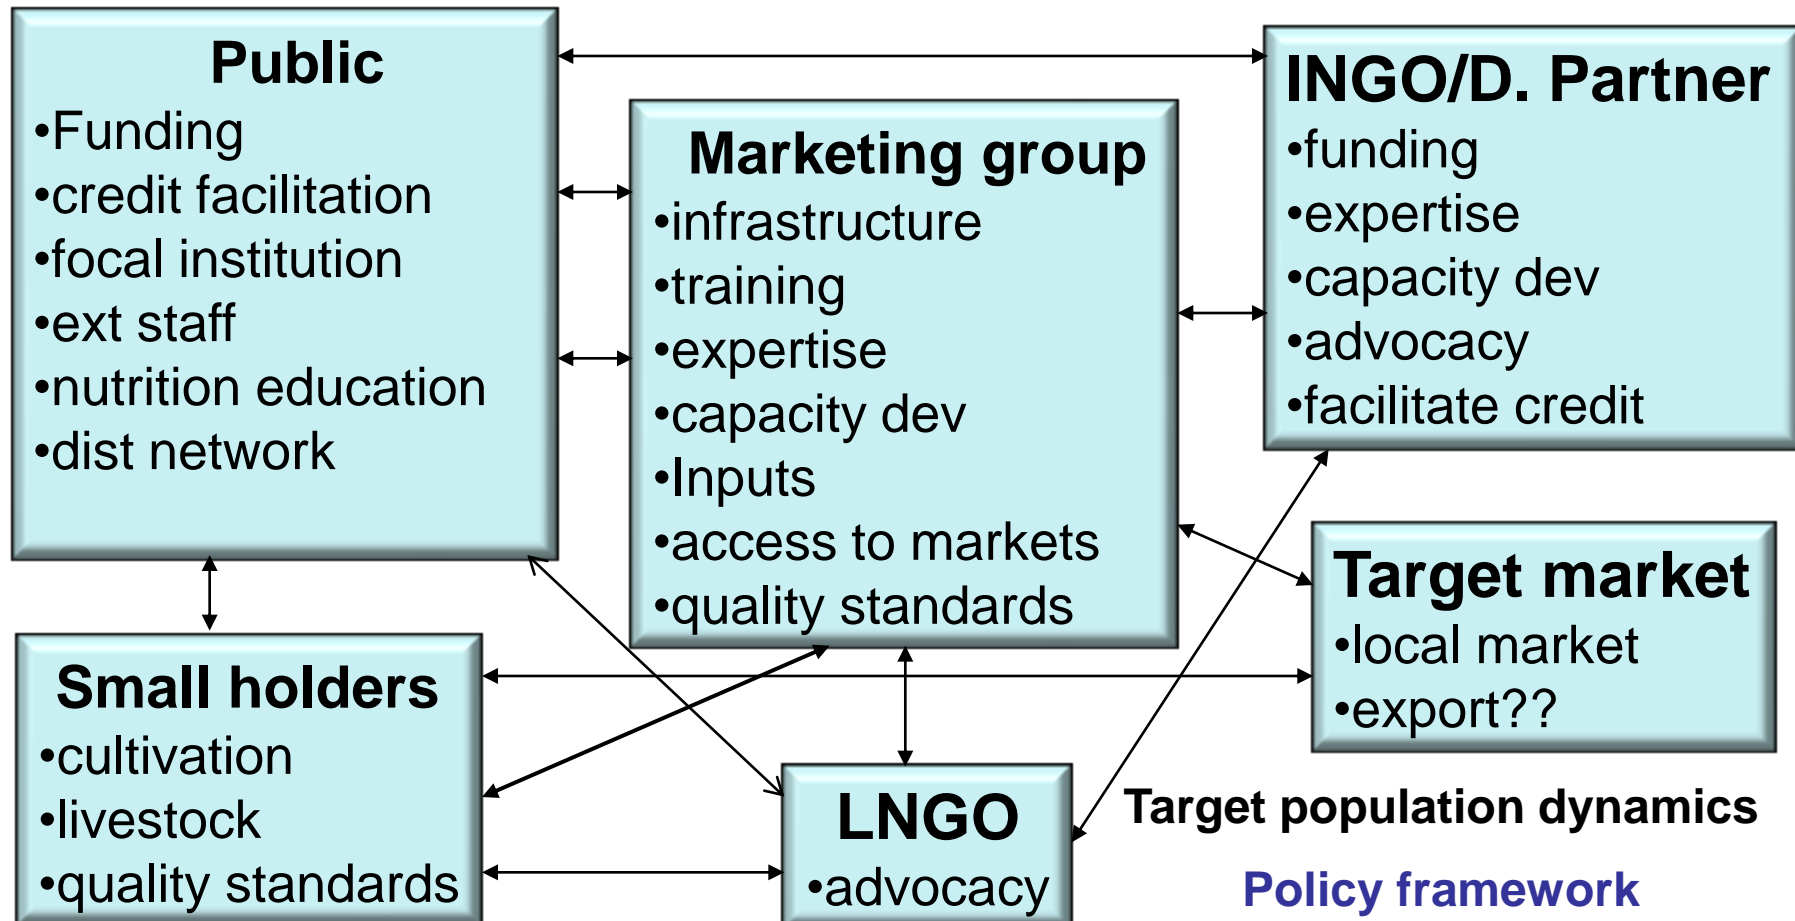 Public
•Funding
•credit facilitation
•focal institution
•ext staff
•nutrition education
•dist network
Marketing group
•infrastructure
•training
•expertise
•capacity dev
•Inputs
•access to markets
•quality standards
INGO/D. Partner
•funding
•expertise
•capacity dev
•advocacy
•facilitate credit
Target market
•local market
•export??
Small holders
•cultivation
•livestock
•quality standards
LNGO
•advocacy
Target population dynamics
Policy framework